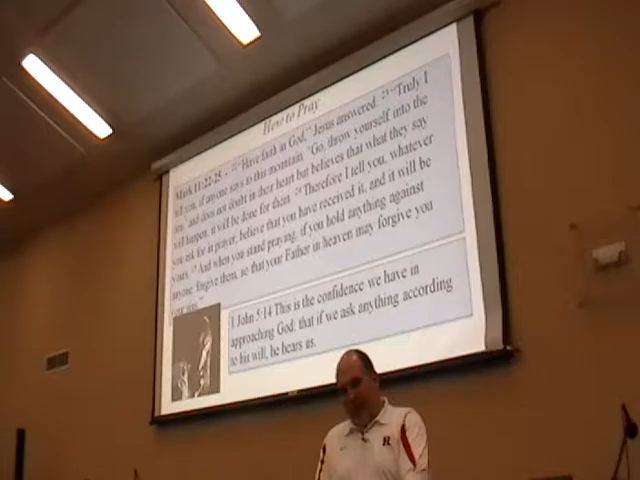 How to Pray
Mark 11:22-25 - 22 "Have faith in God," Jesus answered. 23 "Truly I
tell you, if anyone says to this mountain, 'Go, throw yourself into the
sea,' and does not doubt in their heart but believes that what they say
will happen, it will be done for them. 24 Therefore I tell you, whatever
you ask for in prayer, believe that you have received it, and it will be
yours. 25 And when you stand praying, if you hold anything against
anyone, forgive them, so that your Father in heaven may forgive you
your sins."
1 John 5:14 This is the confidence we have in
approaching God: that if we ask anything according
to his will, he hears us.
R